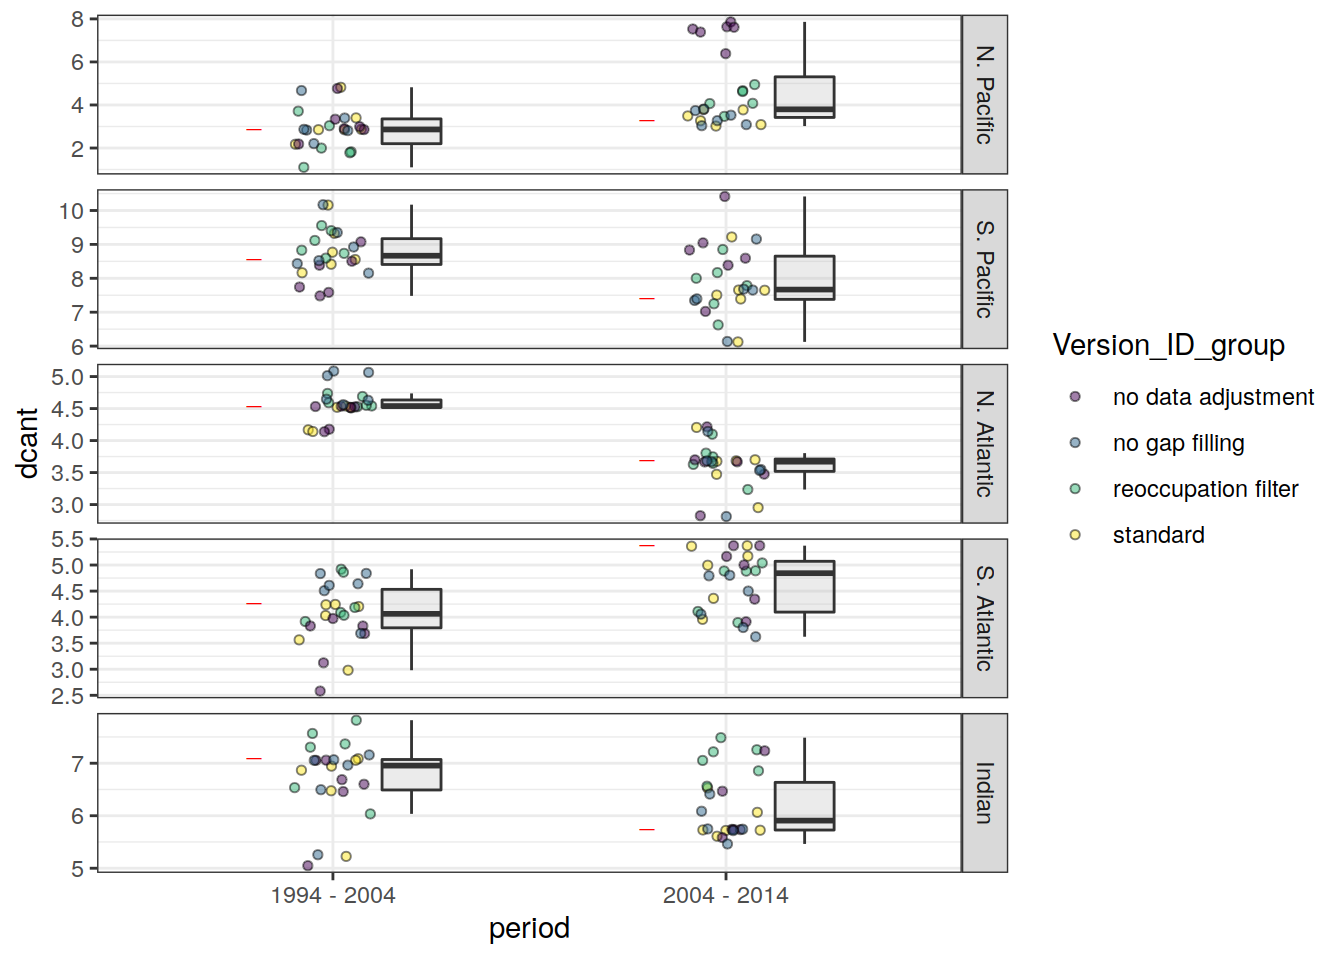 8
6
4
2
N. Pacific
10
9
8
7
6
S. Pacific
5.0
4.5
4.0
3.5
3.0
N. Atlantic
5.5
5.0
4.5
4.0
3.5
3.0
2.5
S. Atlantic
7
6
5
Indian
dcant
1994 - 2004
2004 - 2014
period
Version_ID_group
no data adjustment
no gap filling
reoccupation filter
standard